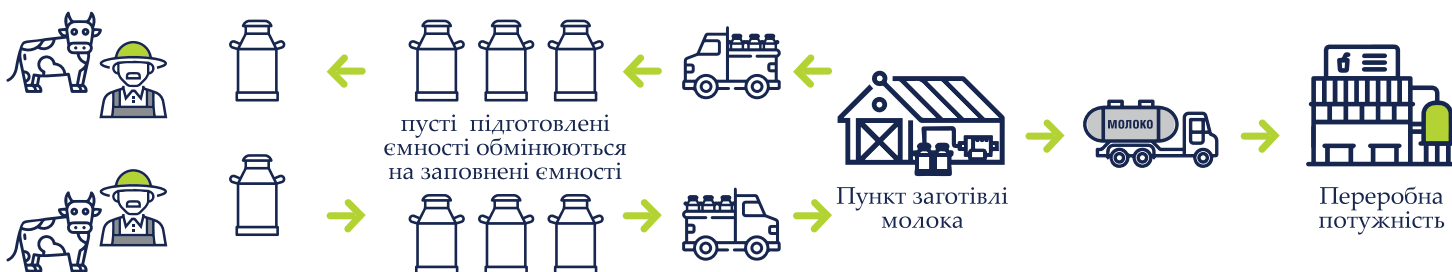 пусті підготовлені
ємності обмінюються
на заповнені ємності
МОЛОКО
Пункт заготівлі
молока
Переробна
потужність